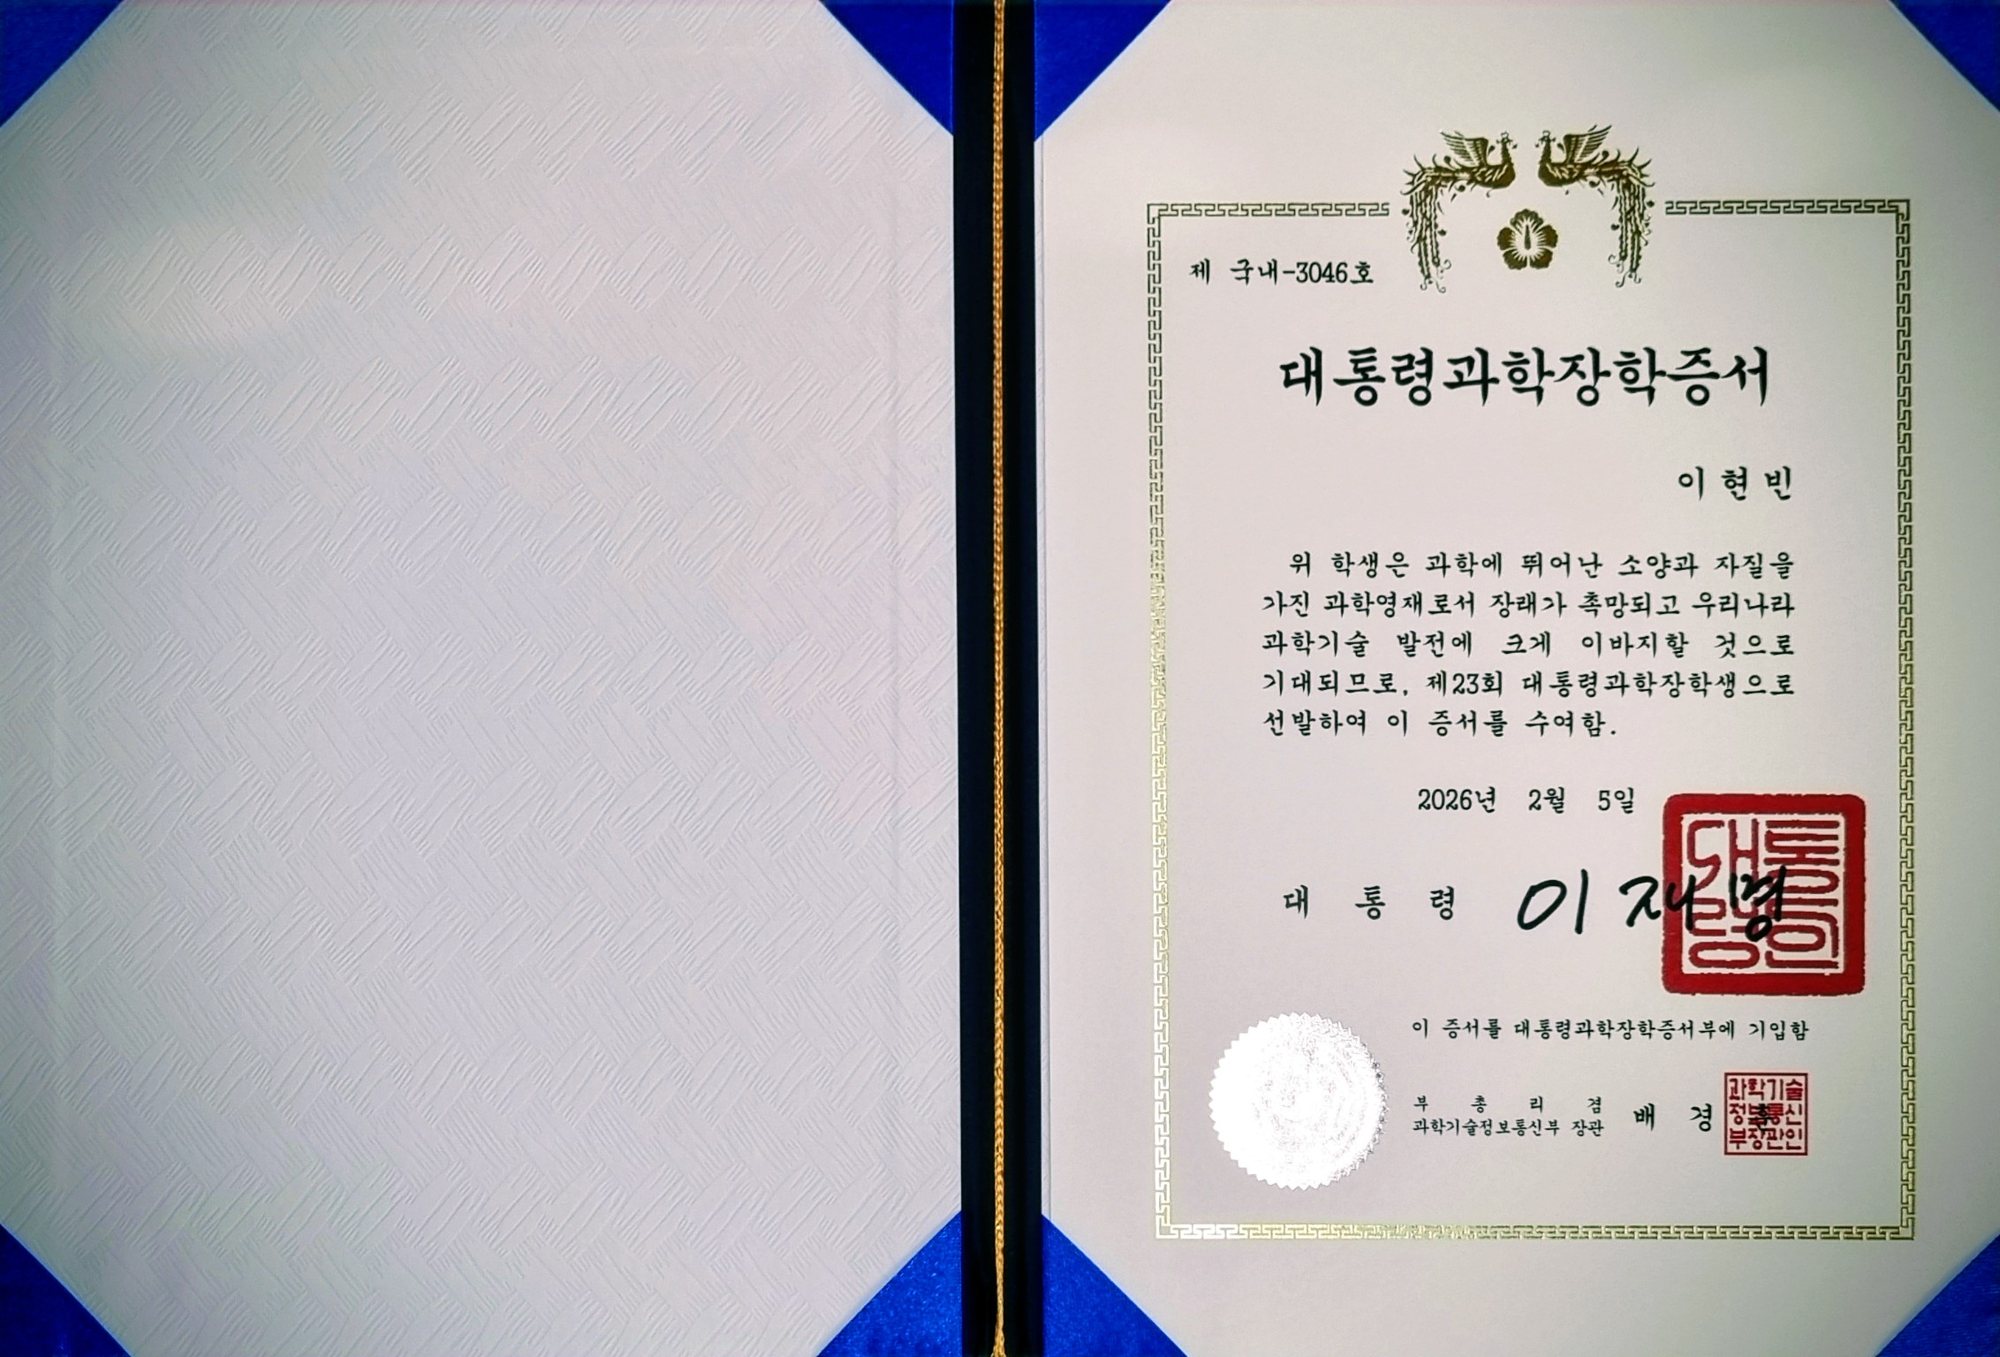 제 국내-3046호
대통령과학장학증서
이현빈
위 학생은 과학에 뛰어난 소양과 자질을
가진 과학영재로서 장래가 촉망되고 우리나라
과학기술 발전에 크게 이바지할 것으로
기대되므로, 제23회 대통령과학장학생으로
선발하여 이 증서를 수여함.
2026년 2월 5일
대통령 이재명
대통령인
이 증서를 대통령과학장학증서부에 기입함
부총리겸
과학기술정보통신부 장관 배경
과학기술
정보통신
부장관인